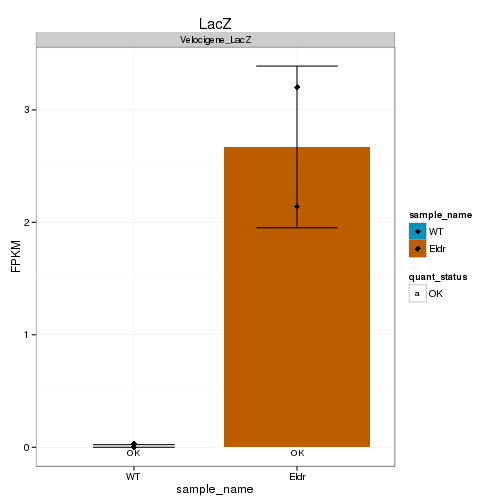 LacZ
Velocigene_LacZ
3
2
1
0
FPKM
OK
OK
WT
Eldr
sample_name
sample_name
WT
Eldr
quant_status
a
OK